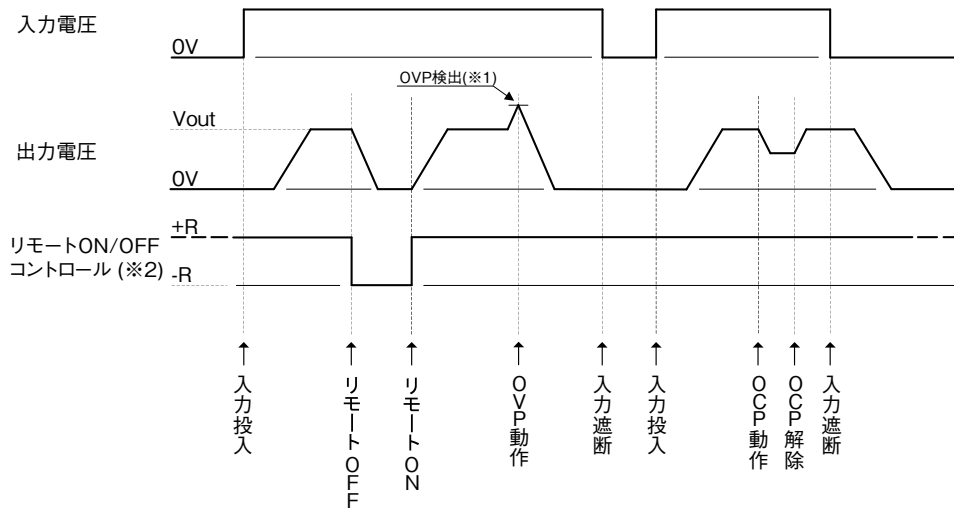 入力電圧
0V
OVP検出(※1)
Vout
出力電圧
0V
+R
リモートON/OFF
コントロール (※2)
-R
入力投入
リモートOFF
リモートON
OVP動作
入力遮断
入力投入
OCP動作
OCP解除
入力遮断